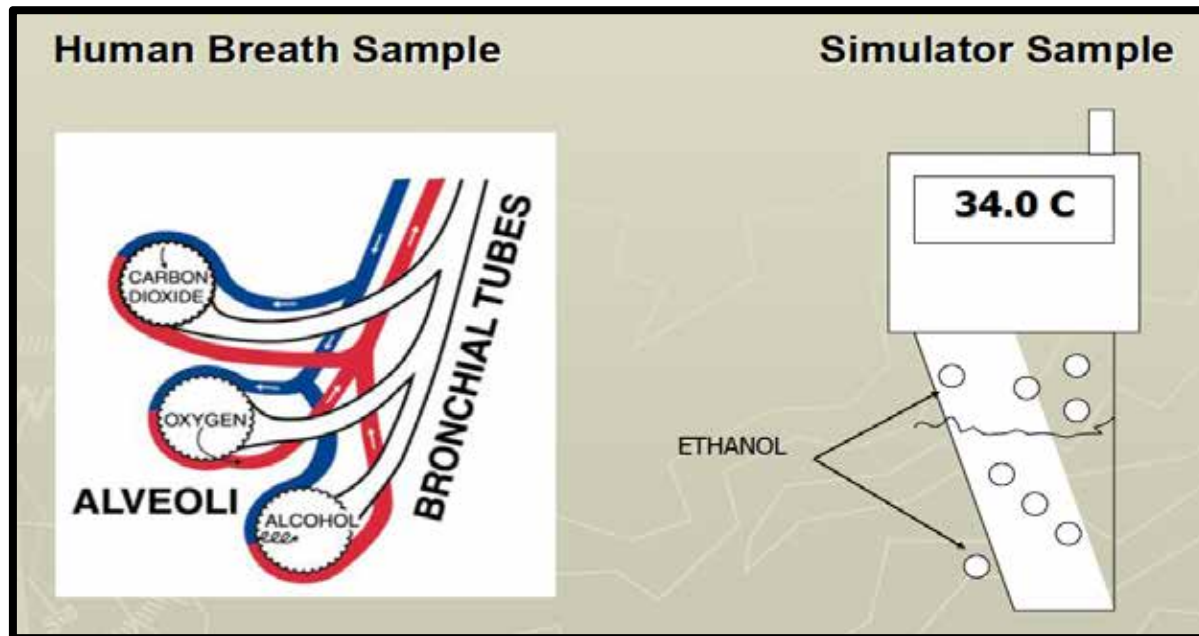 Human Breath Sample
Simulator Sample
CARBON
DIOXIDE
OXYGEN
ALVEOLI
ALCOHOL
BRONCHIAL TUBES
34.0 C
ETHANOL